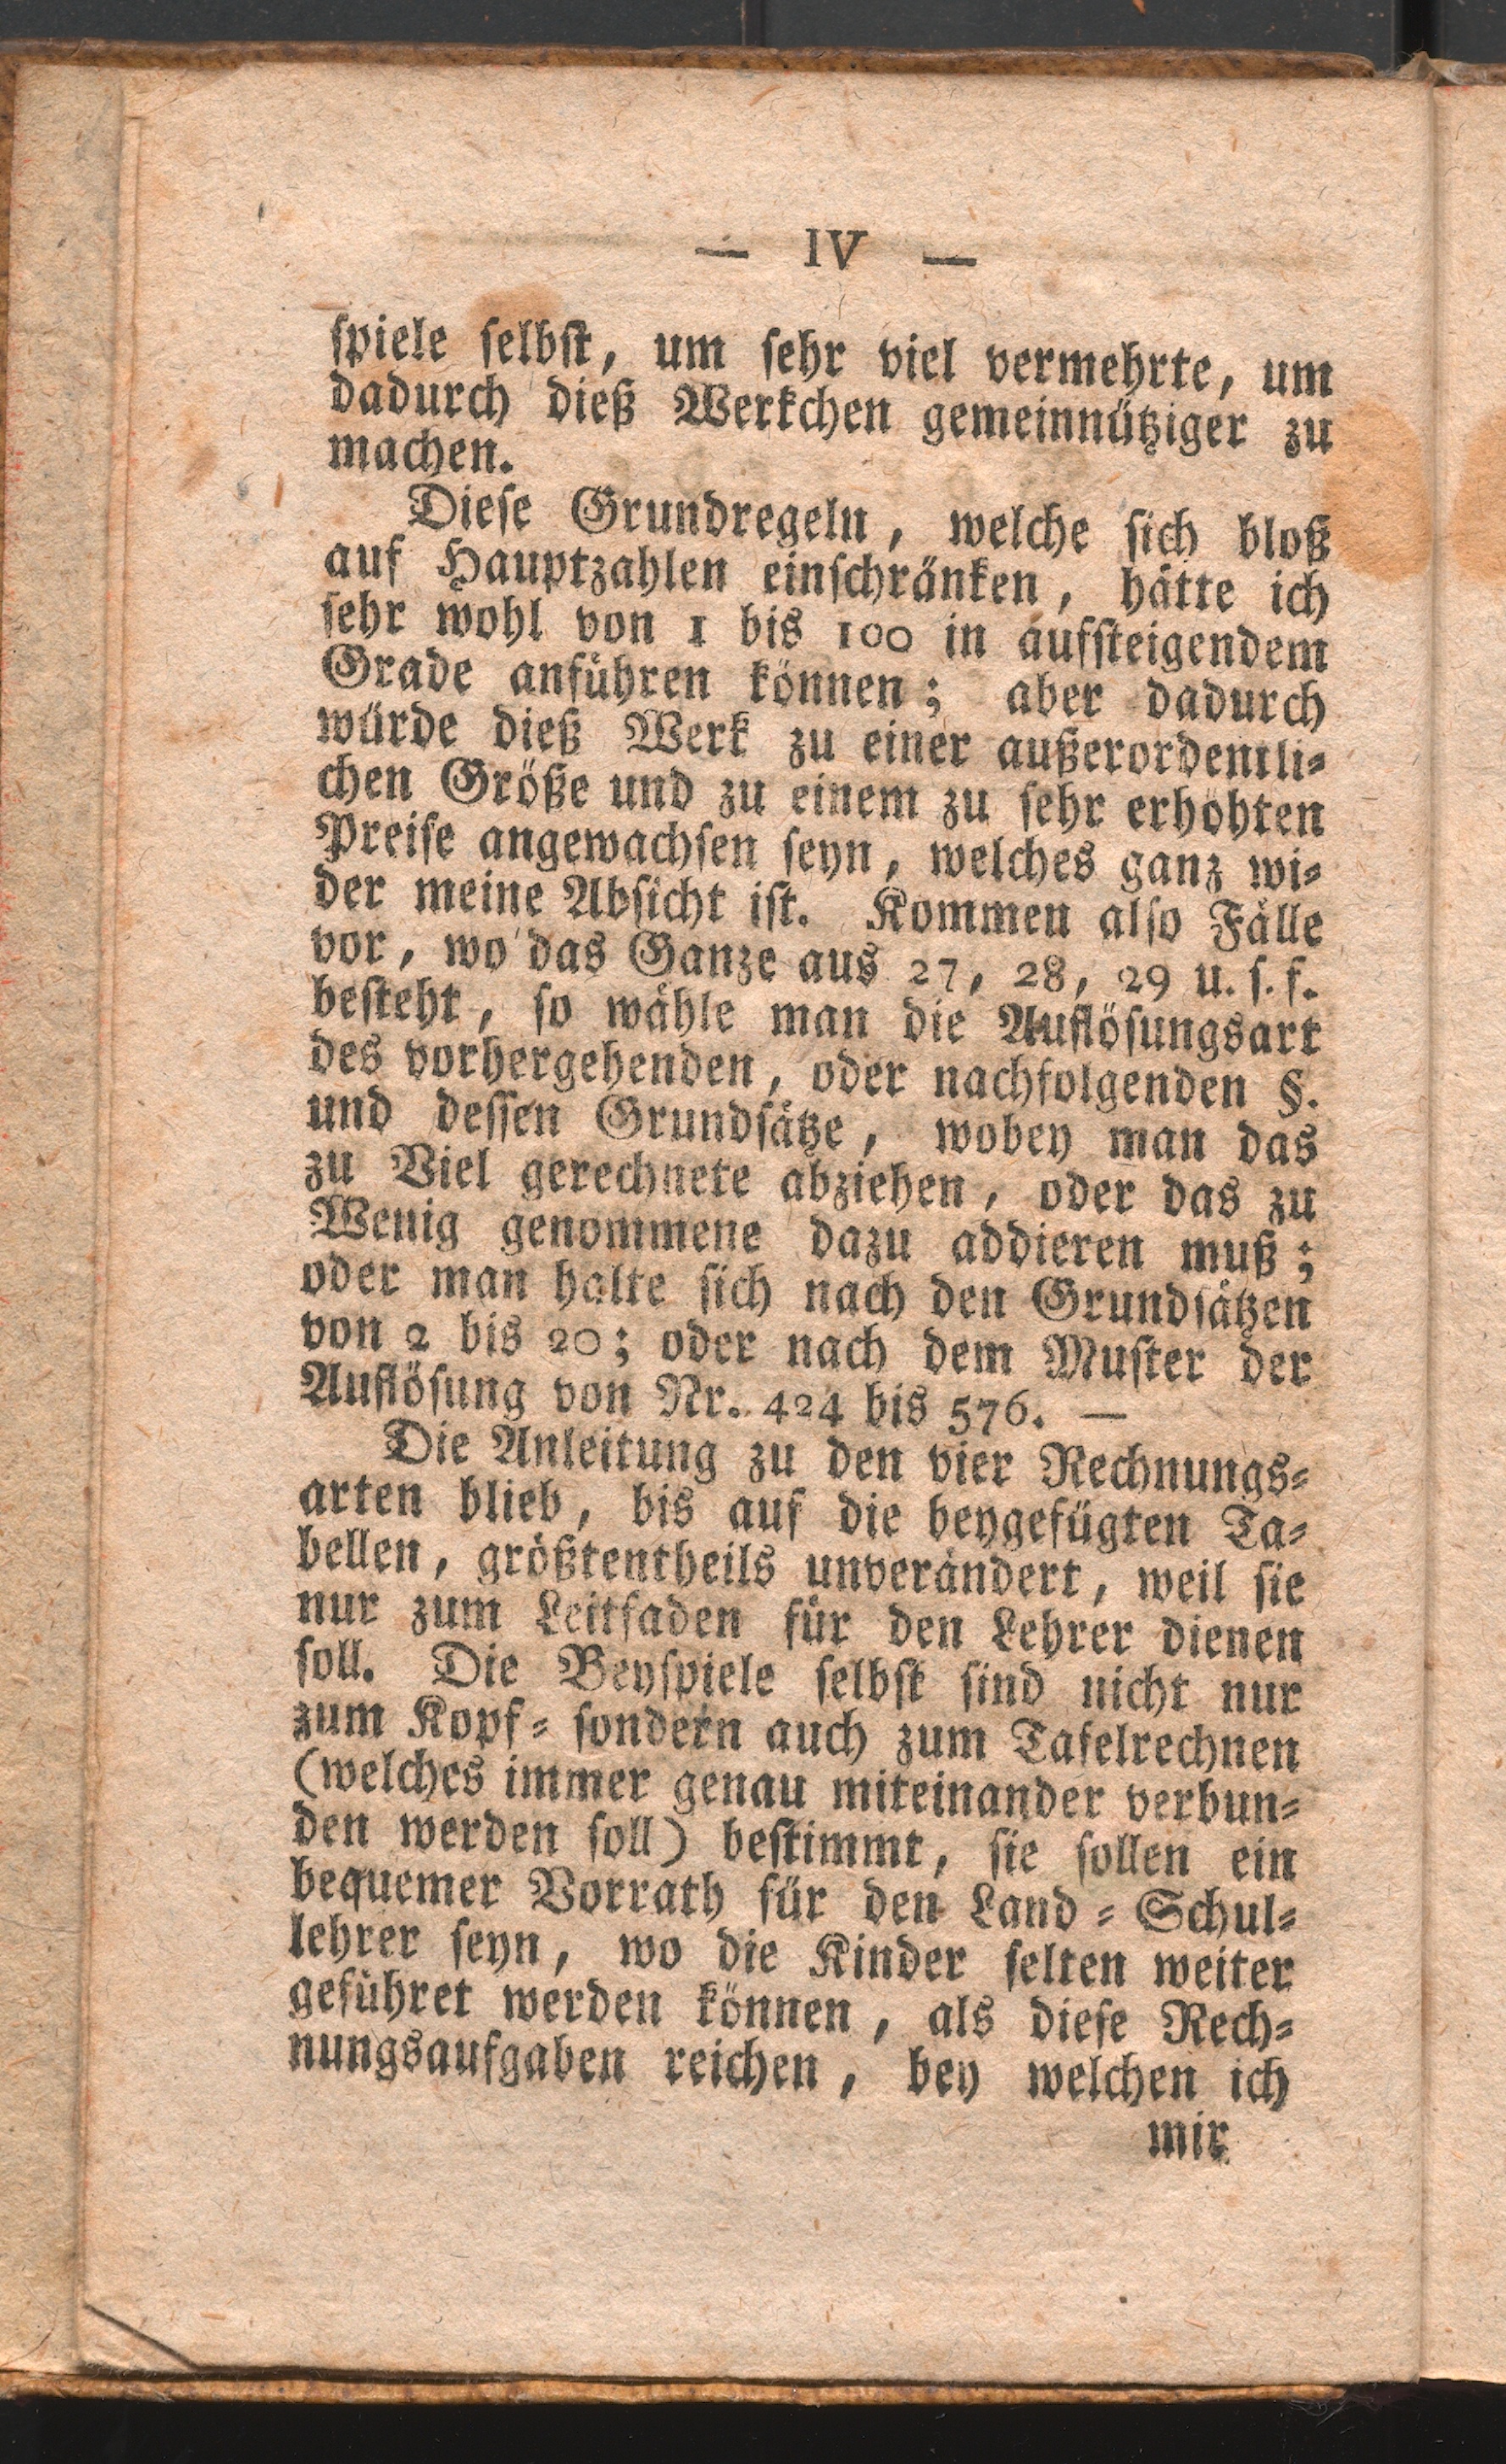 — IV —
spiele selbst, um sehr viel vermehrte, um
dadurch dieß Werkchen gemeinnütziger zu
machen.
Diese Grundregeln, welche sich bloß
auf Hauptzahlen einschränken, hätte ich
sehr wohl von 1 bis 100 in aufsteigendem
Grade anführen können; aber dadurch
würde dieß Werk zu einer außerordentli-
chen Größe und zu einem zu sehr erhöhten
Preise angewachsen seyn, welches ganz wi-
der meine Absicht ist. Kommen also Fälle
vor, wo das Ganze aus 27, 28, 29 u. s. f.
besteht, so wähle man die Auflösungsart
des vorhergehenden, oder nachfolgenden §.
und dessen Grundsätze, wobey man das
zu Viel gerechnete abziehen, oder das zu
Wenig genommene dazu addieren muß;
oder man halte sich nach den Grundsätzen
von 2 bis 20; oder nach dem Muster der
Auflösung von Nr. 424 bis 576. —
Die Anleitung zu den vier Rechnungs-
arten blieb, bis auf die beygefügten Ta-
bellen, größtentheils unverändert, weil sie
nur zum Leitfaden für den Lehrer dienen
soll. Die Beyspiele selbst sind nicht nur
zum Kopf- sondern auch zum Tafelrechnen
(welches immer genau miteinander verbun-
den werden soll) bestimmt, sie sollen ein
bequemer Vorrath für den Land-Schul-
lehrer seyn, wo die Kinder selten weiter
geführet werden können, als diese Rech-
nungsaufgaben reichen, bey welchen ich
mir